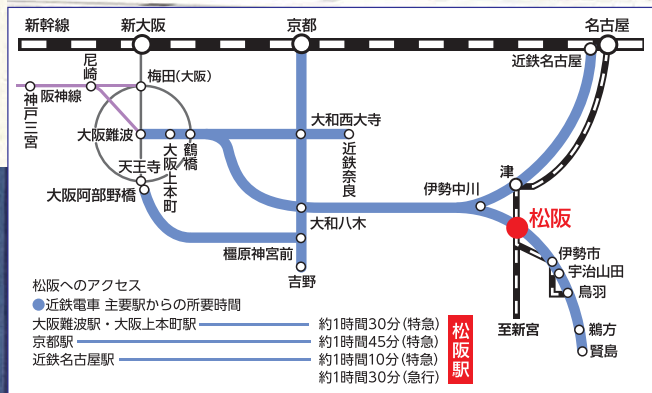 新幹線
新大阪
京都
名古屋
近鉄名古屋
尼崎
梅田(大阪)
阪神線
神戸三宮
大阪難波
大阪上本町
鶴橋
大和西大寺
近鉄奈良
天王寺
大阪阿部野橋
津
伊勢中川
松阪
大和八木
橿原神宮前
吉野
伊勢市
宇治山田
鳥羽
至新宮
鵜方
賢島
松阪へのアクセス
●近鉄電車 主要駅からの所要時間
大阪難波駅・大阪上本町駅 約1時間30分(特急)
京都駅 約1時間45分(特急)
近鉄名古屋駅 約1時間10分(特急)
約1時間30分(急行)
松阪駅